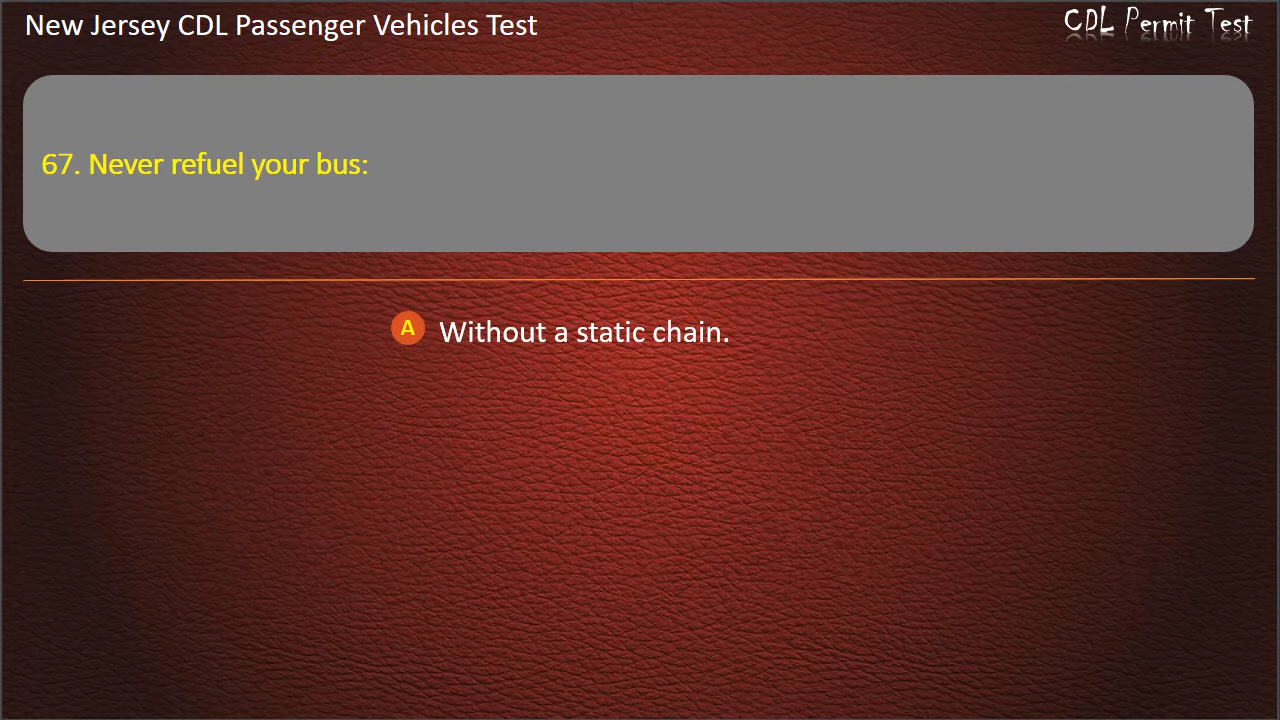 New Jersey CDL Passenger Vehicles Test
CDL Permit Test
67. Never refuel your bus:
A Without a static chain.